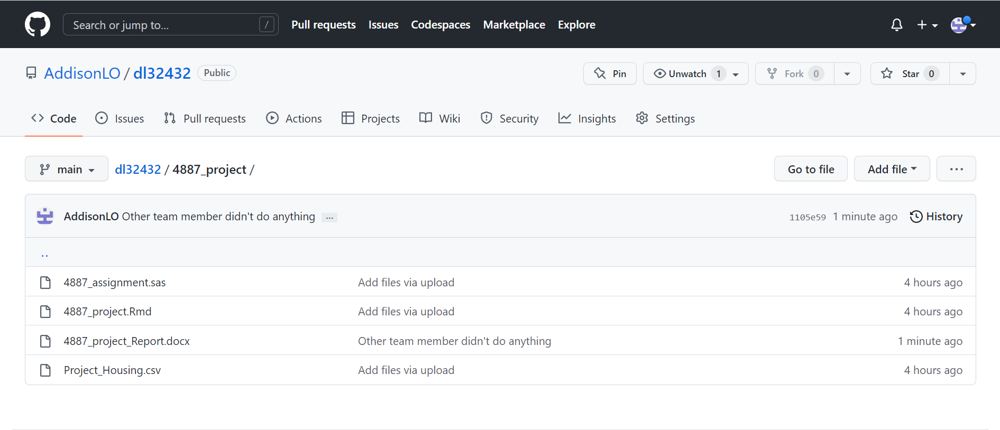 Search or jump to... / Pull requests Issues Codespaces Marketplace Explore
AddisonLO / dl32432 Public Pin Unwatch 1 Fork 0 Star 0
Code Issues Pull requests Actions Projects Wiki Security Insights Settings
main dl32432 / 4887_project / Go to file Add file ...
AddisonLO Other team member didn't do anything ... 1105e59 1 minute ago History
..
4887_assignment.sas Add files via upload 4 hours ago
4887_project.Rmd Add files via upload 4 hours ago
4887_project_Report.docx Other team member didn't do anything 1 minute ago
Project_Housing.csv Add files via upload 4 hours ago